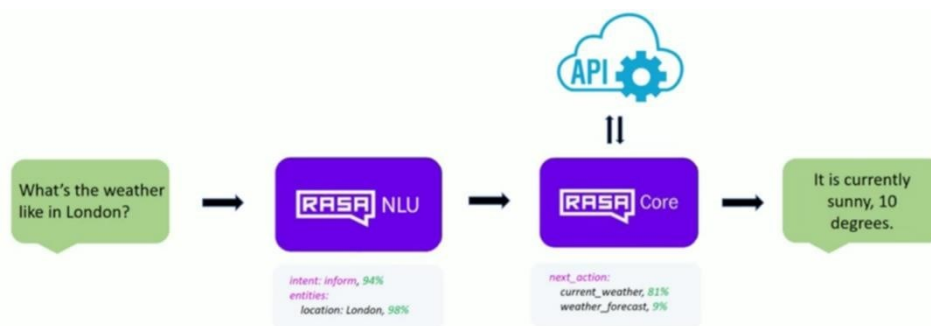 API
What's the weather
like in London?
RASA NLU
RASA Core
It is currently
sunny, 10
degrees.
intent: inform, 94%
entities:
location: London, 98%
next_action:
current_weather, 81%
weather_forecast, 9%